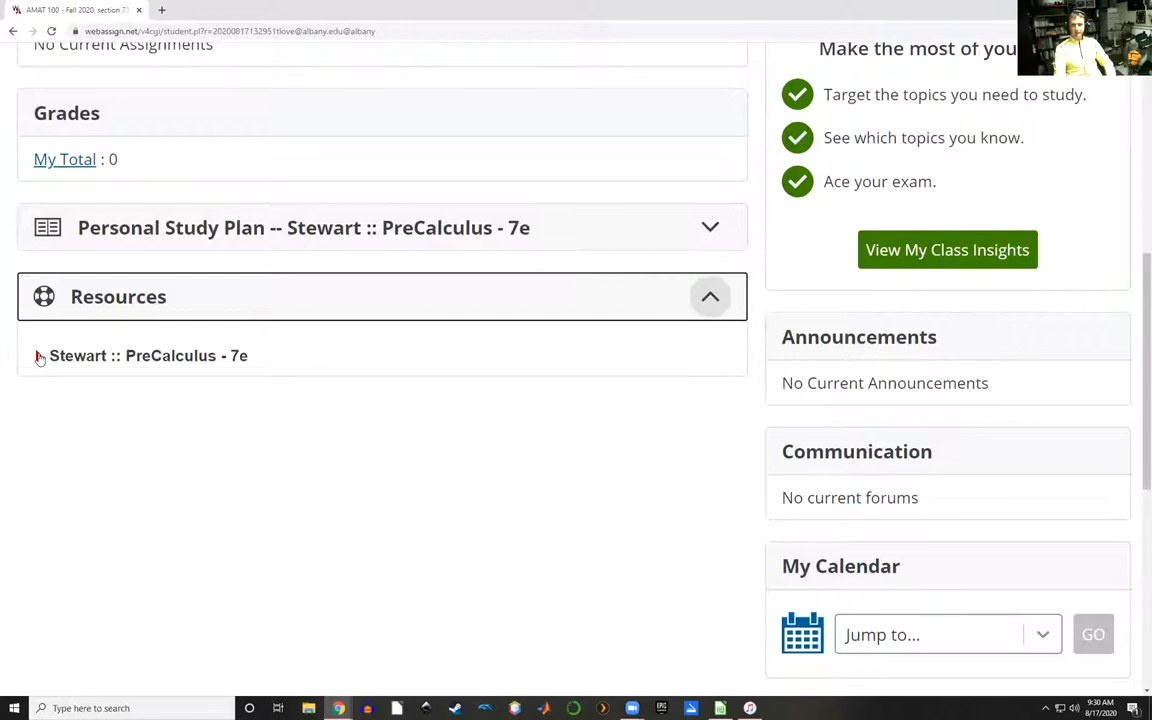 AMAT 100 - Fall 2020, section 7
webassign.net/v4cgi/student.pl?r=20200817132951tlove@albany.edu@albany
No Current Assignments
Grades
My Total : 0
Personal Study Plan -- Stewart :: PreCalculus - 7e
Resources
Stewart :: PreCalculus - 7e
Make the most of you
Target the topics you need to study.
See which topics you know.
Ace your exam.
View My Class Insights
Announcements
No Current Announcements
Communication
No current forums
My Calendar
Jump to...
GO
Type here to search
9:30 AM
8/17/2020